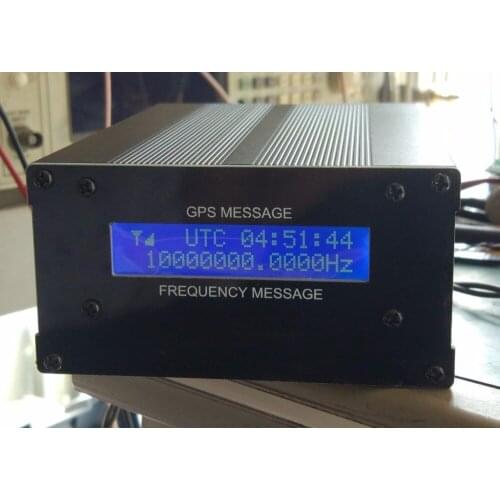 GPS MESSAGE
UTC 04:51:44
10000000.0000Hz
FREQUENCY MESSAGE